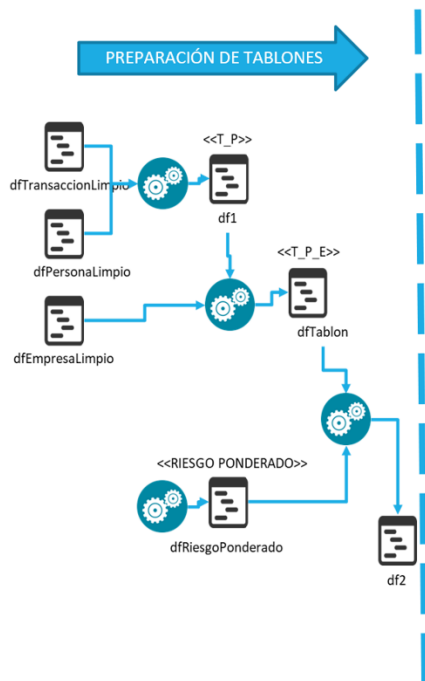 PREPARACIÓN DE TABLONES
<<T_P>>
dfTransaccionLimpio
df1
dfPersonaLimpio
<<T_P_E>>
dfTablon
dfEmpresaLimpio
<<RIESGO PONDERADO>>
dfRiesgoPonderado
df2